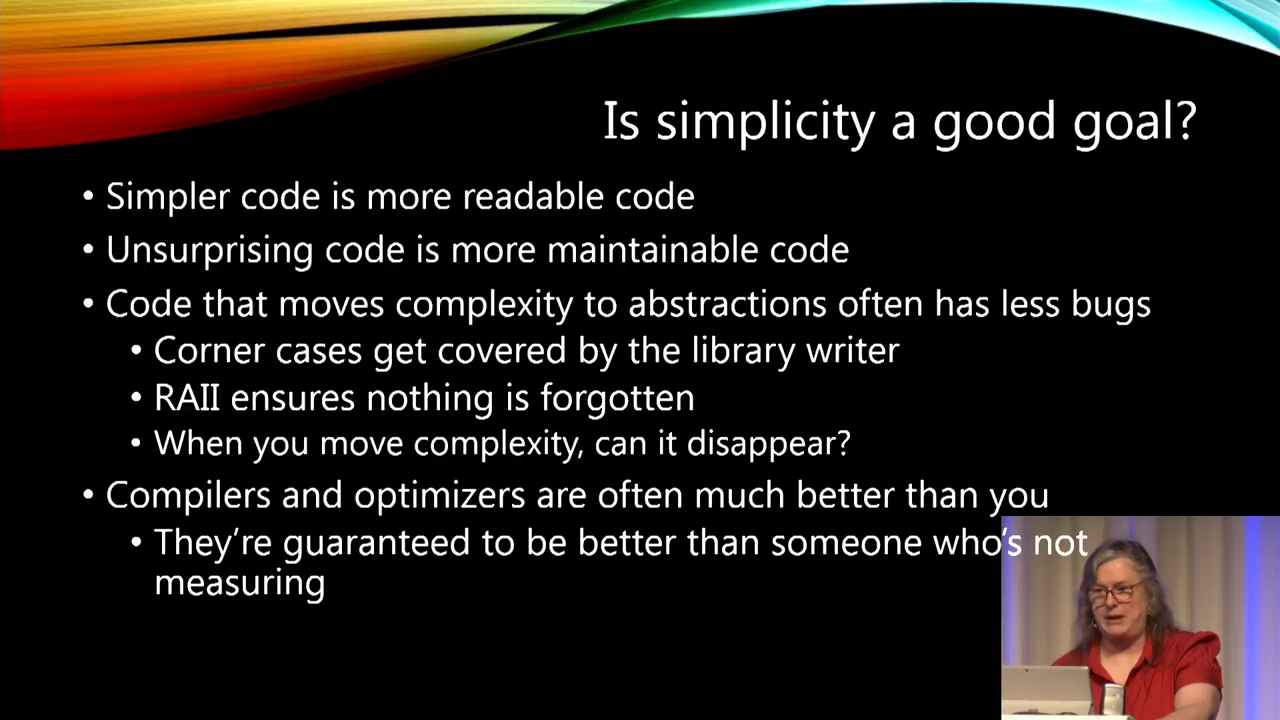 Is simplicity a good goal?
• Simpler code is more readable code
• Unsurprising code is more maintainable code
• Code that moves complexity to abstractions often has less bugs
• Corner cases get covered by the library writer
• RAII ensures nothing is forgotten
• When you move complexity, can it disappear?
• Compilers and optimizers are often much better than you
• They're guaranteed to be better than someone who's not
measuring